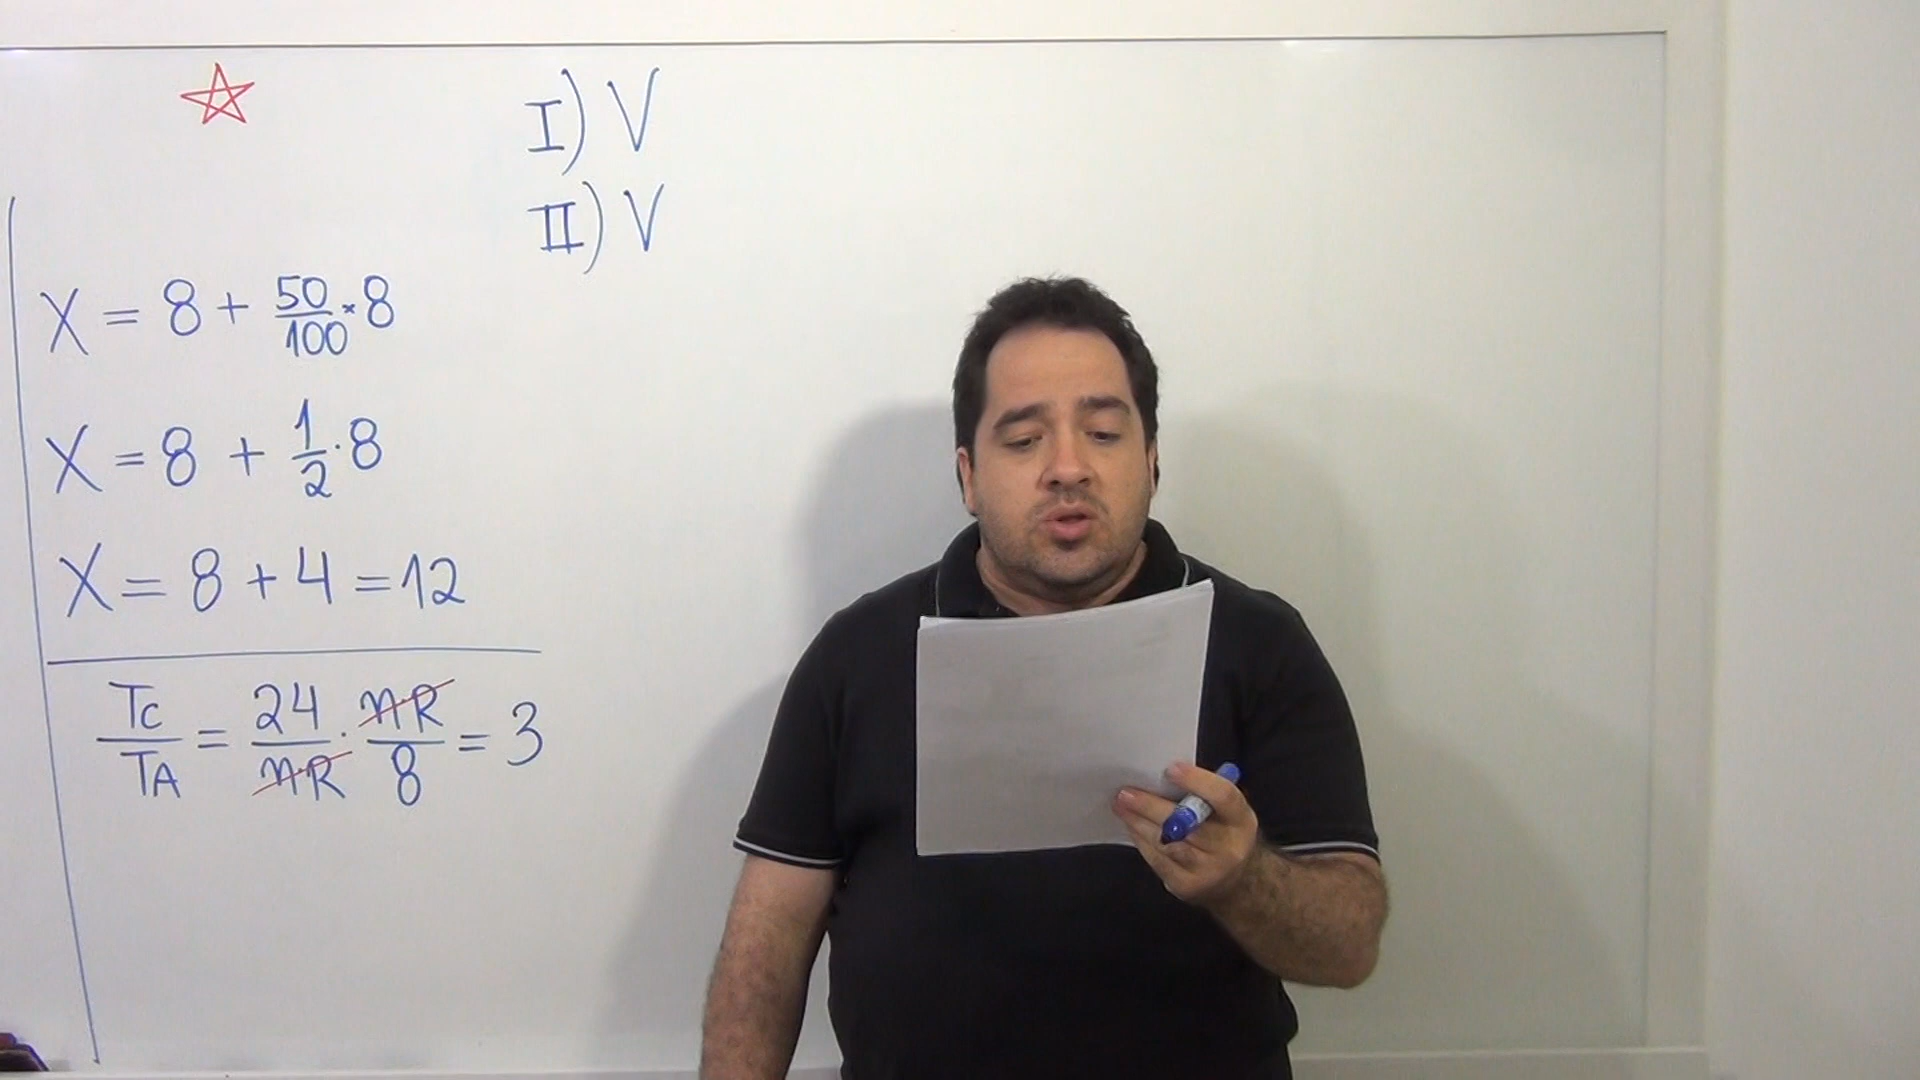 I) V
II) V
X = 8 + 50/100 * 8
X = 8 + 1/2 · 8
X = 8 + 4 = 12
TC/TA = 24/nR · nR/8 = 3